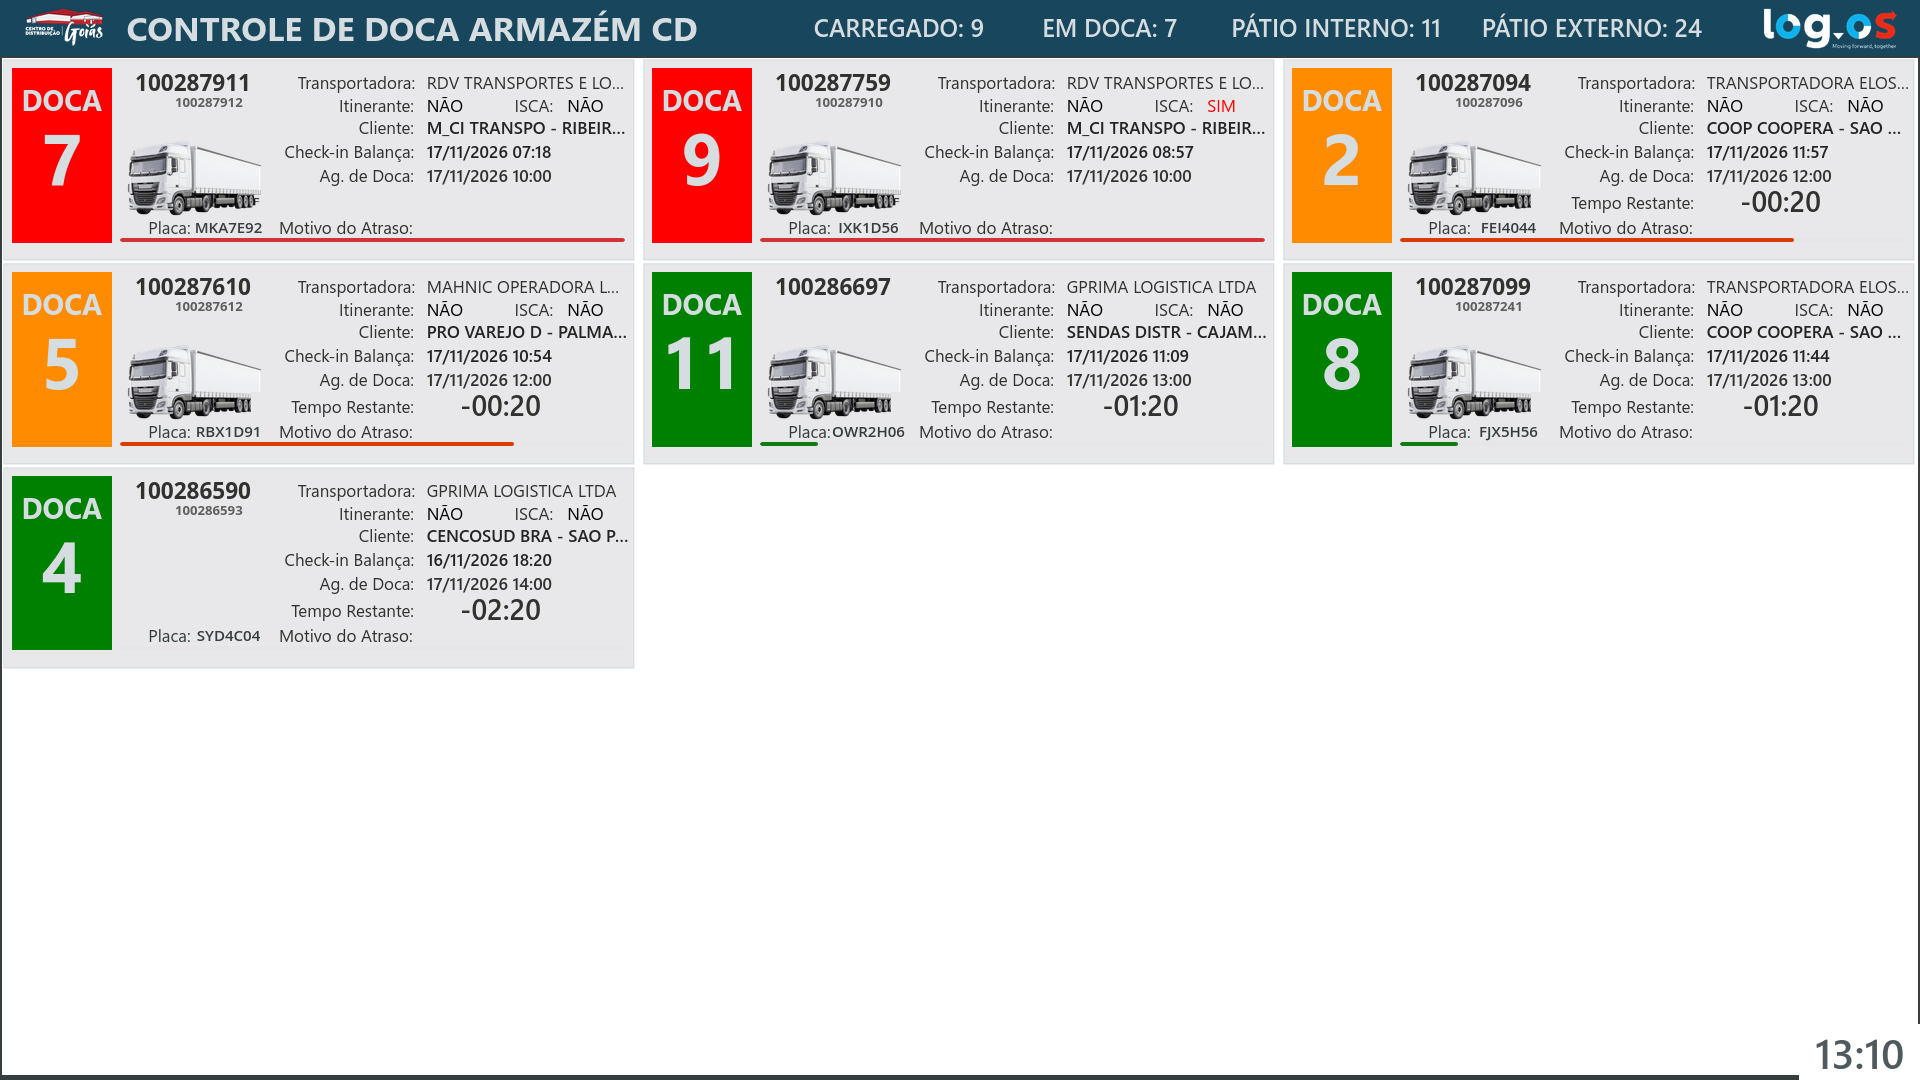 CENTRO DE DISTRIBUIÇÃO Goiás
CONTROLE DE DOCA ARMAZÉM CD
CARREGADO: 9
EM DOCA: 7
PÁTIO INTERNO: 11
PÁTIO EXTERNO: 24
log.os
Moving forward, together
DOCA
7
100287911
100287912
Placa: MKA7E92
Transportadora: RDV TRANSPORTES E LO...
Itinerante: NÃO ISCA: NÃO
Cliente: M_CI TRANSPO - RIBEIR...
Check-in Balança: 17/11/2026 07:18
Ag. de Doca: 17/11/2026 10:00
Motivo do Atraso:
DOCA
9
100287759
100287910
Placa: IXK1D56
Transportadora: RDV TRANSPORTES E LO...
Itinerante: NÃO ISCA: SIM
Cliente: M_CI TRANSPO - RIBEIR...
Check-in Balança: 17/11/2026 08:57
Ag. de Doca: 17/11/2026 10:00
Motivo do Atraso:
DOCA
2
100287094
100287096
Placa: FEI4044
Transportadora: TRANSPORTADORA ELOS...
Itinerante: NÃO ISCA: NÃO
Cliente: COOP COOPERA - SAO ...
Check-in Balança: 17/11/2026 11:57
Ag. de Doca: 17/11/2026 12:00
Tempo Restante: -00:20
Motivo do Atraso:
DOCA
5
100287610
100287612
Placa: RBX1D91
Transportadora: MAHNIC OPERADORA L...
Itinerante: NÃO ISCA: NÃO
Cliente: PRO VAREJO D - PALMA...
Check-in Balança: 17/11/2026 10:54
Ag. de Doca: 17/11/2026 12:00
Tempo Restante: -00:20
Motivo do Atraso:
DOCA
11
100286697
Placa: OWR2H06
Transportadora: GPRIMA LOGISTICA LTDA
Itinerante: NÃO ISCA: NÃO
Cliente: SENDAS DISTR - CAJAM...
Check-in Balança: 17/11/2026 11:09
Ag. de Doca: 17/11/2026 13:00
Tempo Restante: -01:20
Motivo do Atraso:
DOCA
8
100287099
100287241
Placa: FJX5H56
Transportadora: TRANSPORTADORA ELOS...
Itinerante: NÃO ISCA: NÃO
Cliente: COOP COOPERA - SAO ...
Check-in Balança: 17/11/2026 11:44
Ag. de Doca: 17/11/2026 13:00
Tempo Restante: -01:20
Motivo do Atraso:
DOCA
4
100286590
100286593
Placa: SYD4C04
Transportadora: GPRIMA LOGISTICA LTDA
Itinerante: NÃO ISCA: NÃO
Cliente: CENCOSUD BRA - SAO P...
Check-in Balança: 16/11/2026 18:20
Ag. de Doca: 17/11/2026 14:00
Tempo Restante: -02:20
Motivo do Atraso:
13:10